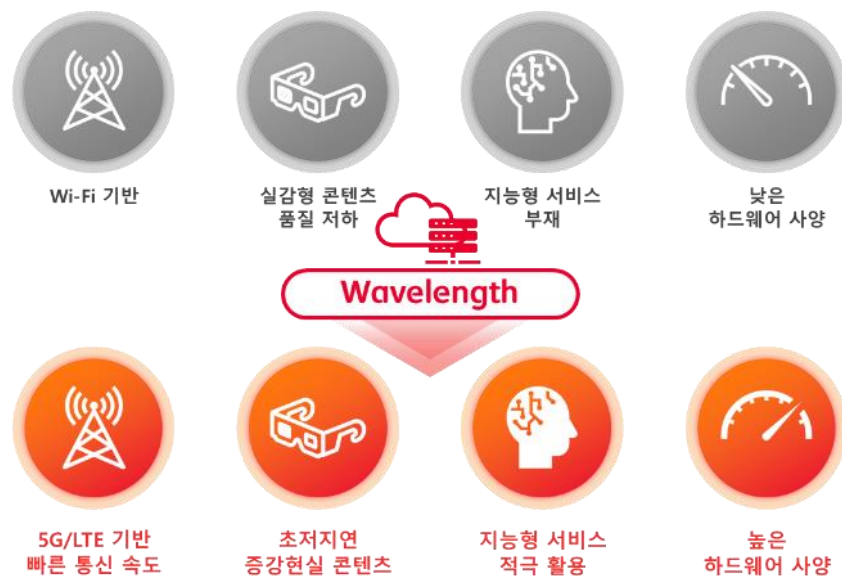 Wi-Fi 기반
실감형 콘텐츠
품질 저하
지능형 서비스
부재
낮은
하드웨어 사양
Wavelength
5G/LTE 기반
빠른 통신 속도
초저지연
증강현실 콘텐츠
지능형 서비스
적극 활용
높은
하드웨어 사양